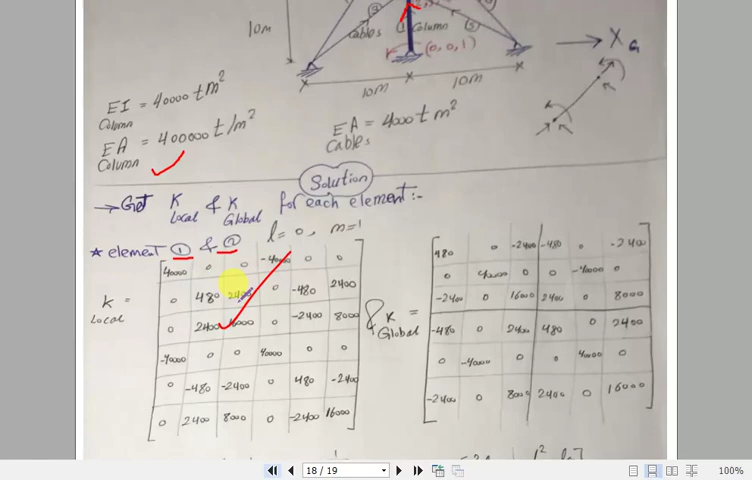 10m
② ③
① Column
Cables
⑤
(0,0,1)
→ X G
10m 10m
EI Column = 40000 t m²
EA Column = 400000 t/m²
EA Cables = 4000 t m²
Solution
→ Get K Local & K Global for each element:-
* element ① & ② l = 0, m = 1
K Local =
40000 0 0 -40000 0 0
0 480 2400 0 -480 2400
0 2400 16000 0 -2400 8000
-40000 0 0 40000 0 0
0 -480 -2400 0 480 -2400
0 2400 8000 0 -2400 16000
& K Global =
480 0 -2400 -480 0 -2400
0 40000 0 0 -40000 0
-2400 0 16000 2400 0 8000
-480 0 2400 480 0 2400
0 -40000 0 0 40000 0
-2400 0 8000 2400 0 16000
18 / 19
100%